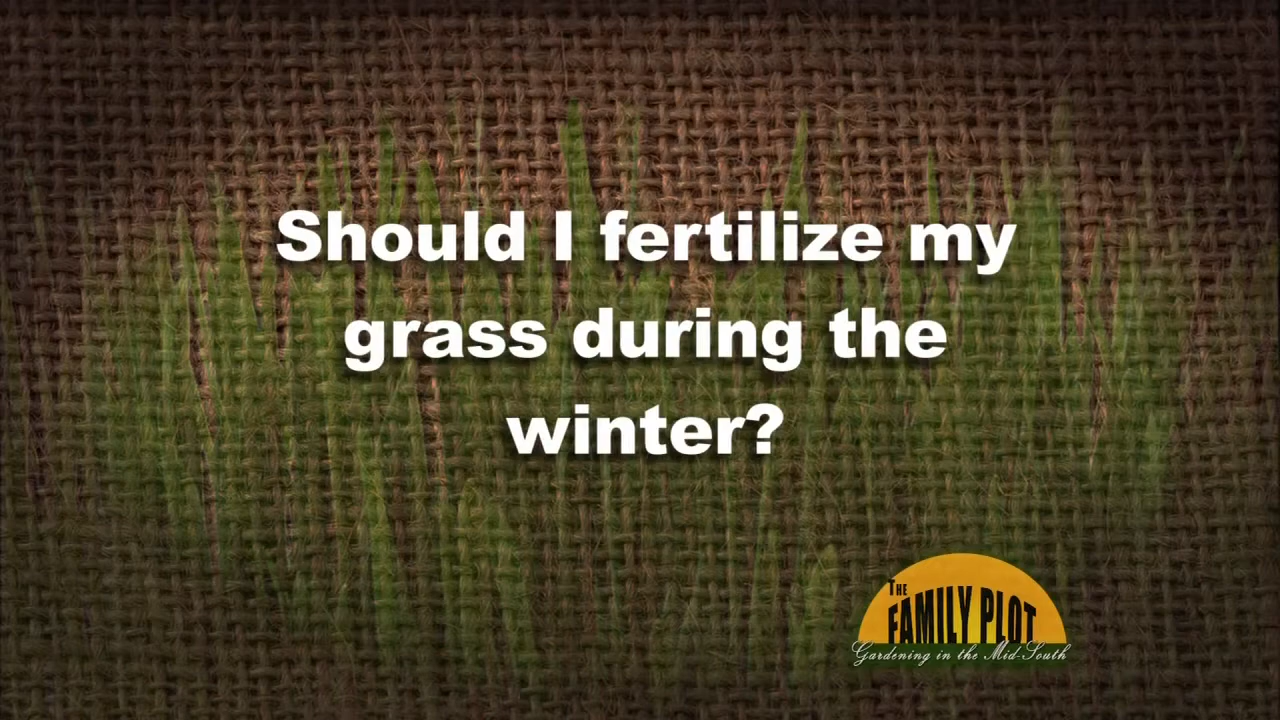 Should I fertilize my
grass during the
winter?
THE
FAMILY PLOT
Gardening in the Mid-South